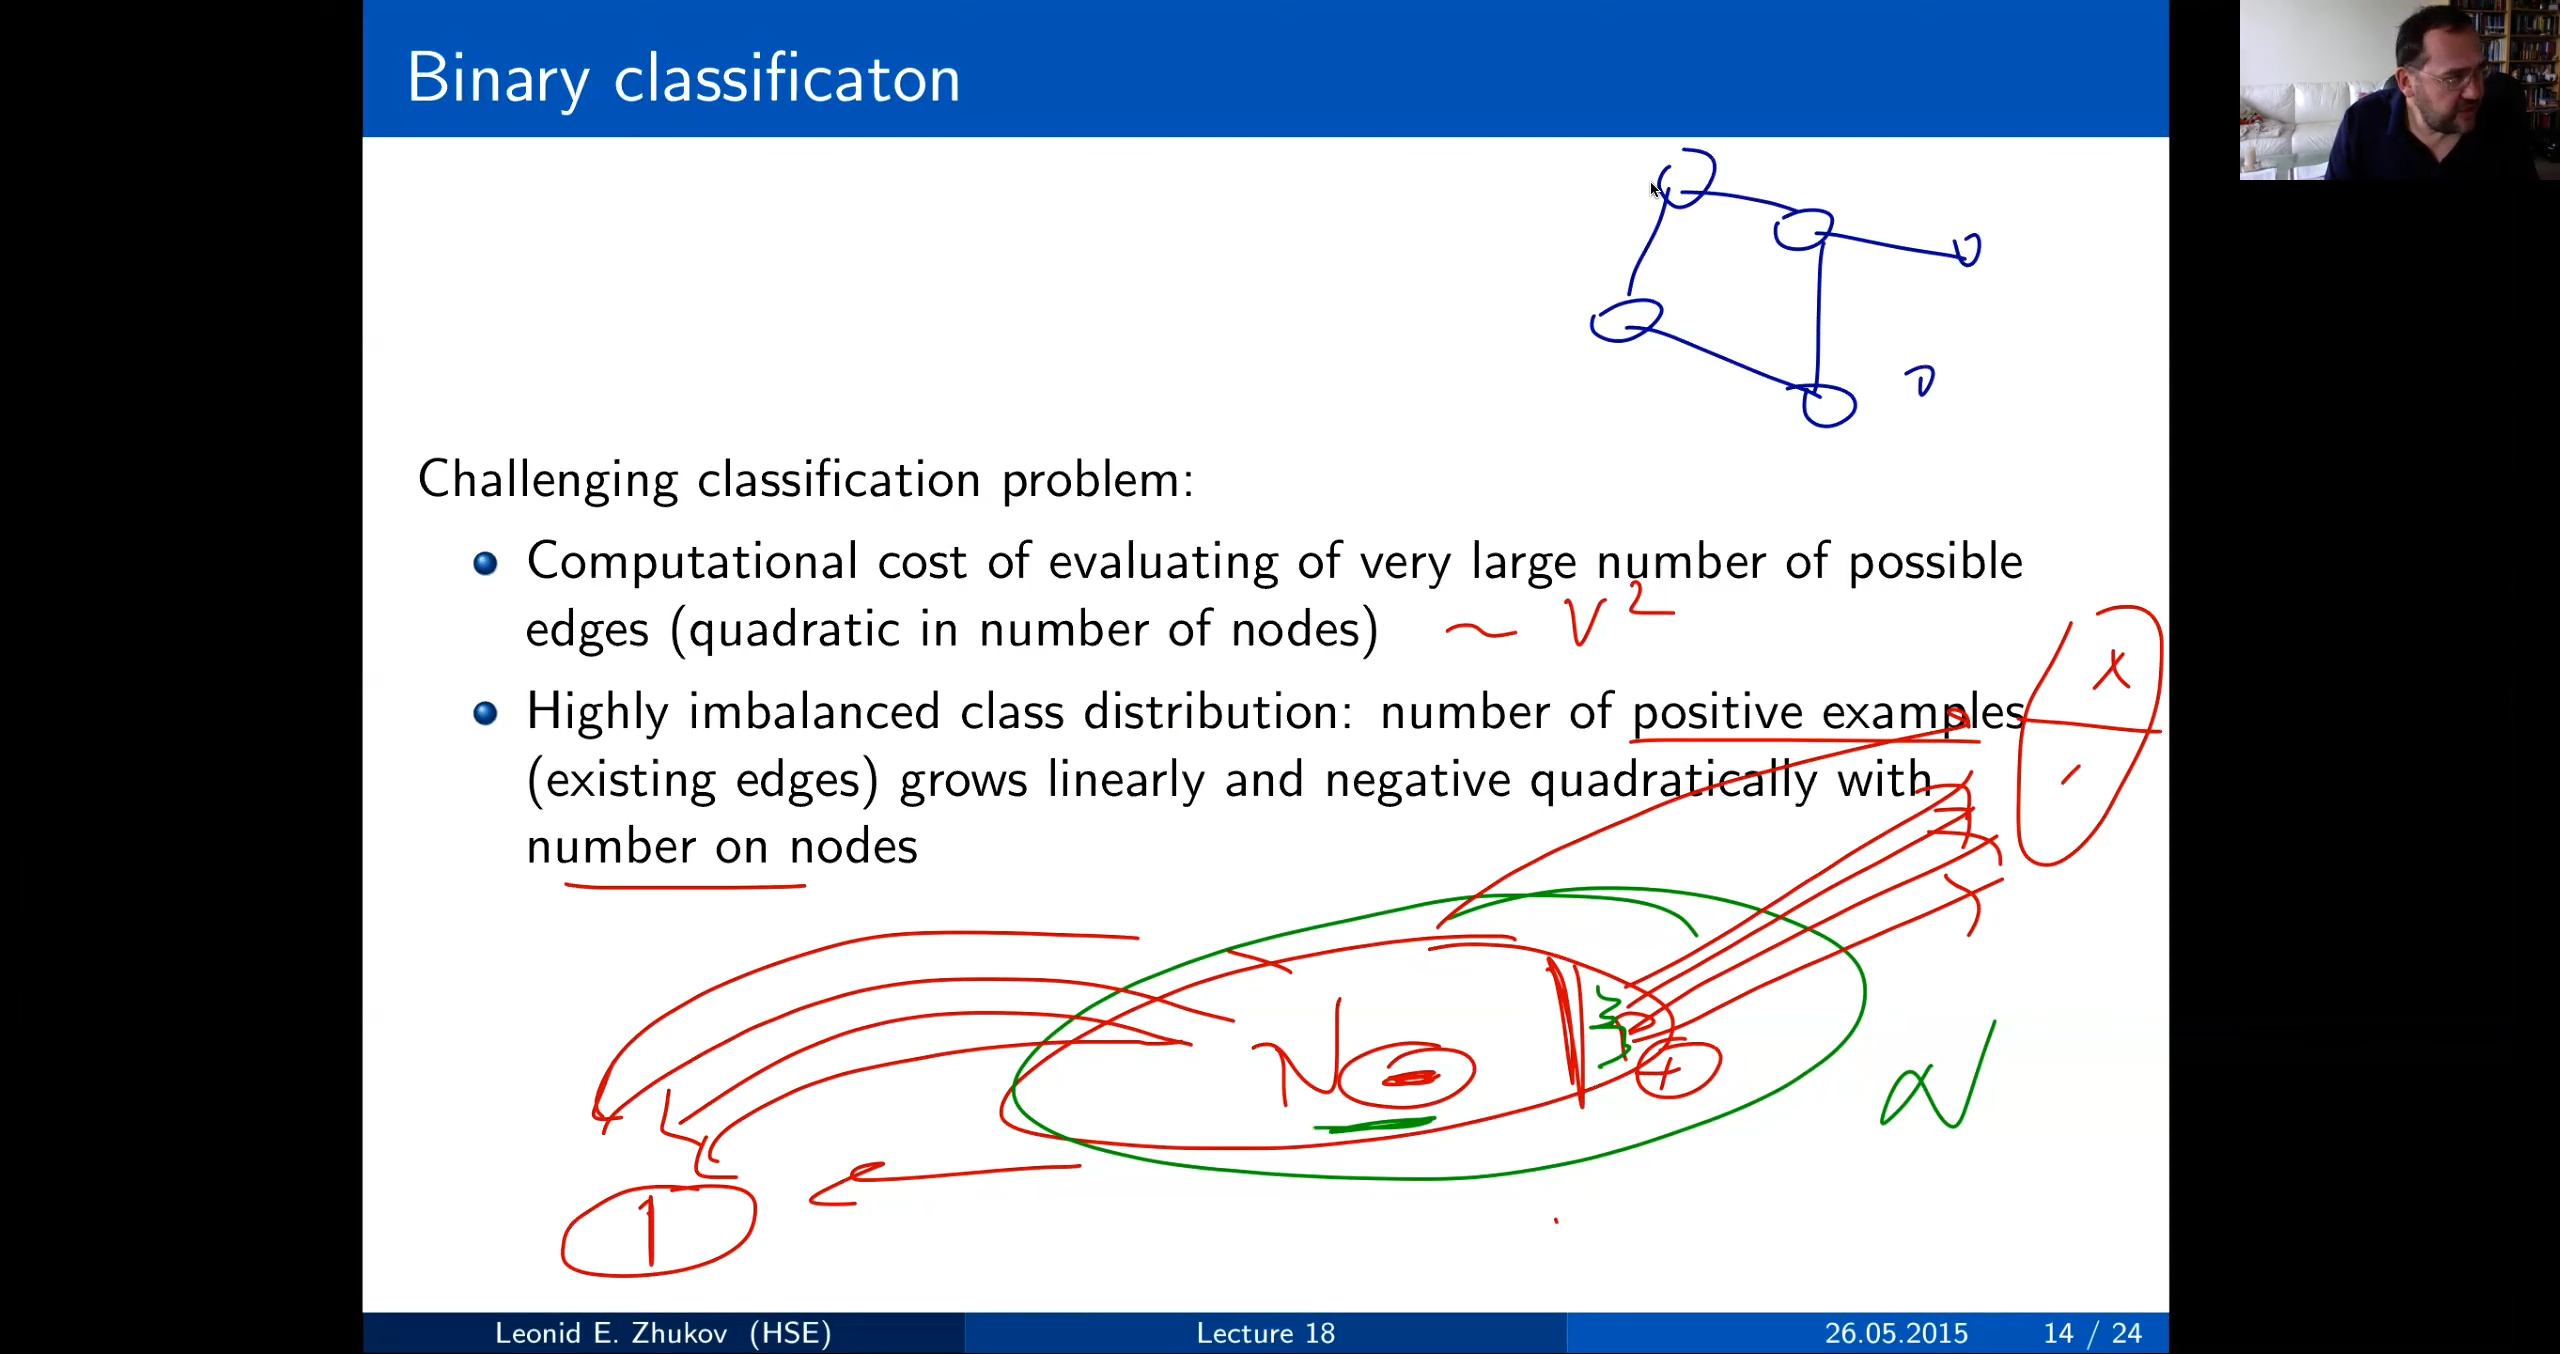 Binary classificaton
Challenging classification problem:
Computational cost of evaluating of very large number of possible
edges (quadratic in number of nodes) ~ V²
Highly imbalanced class distribution: number of positive examples
(existing edges) grows linearly and negative quadratically with
number on nodes
Leonid E. Zhukov (HSE) Lecture 18 26.05.2015 14 / 24